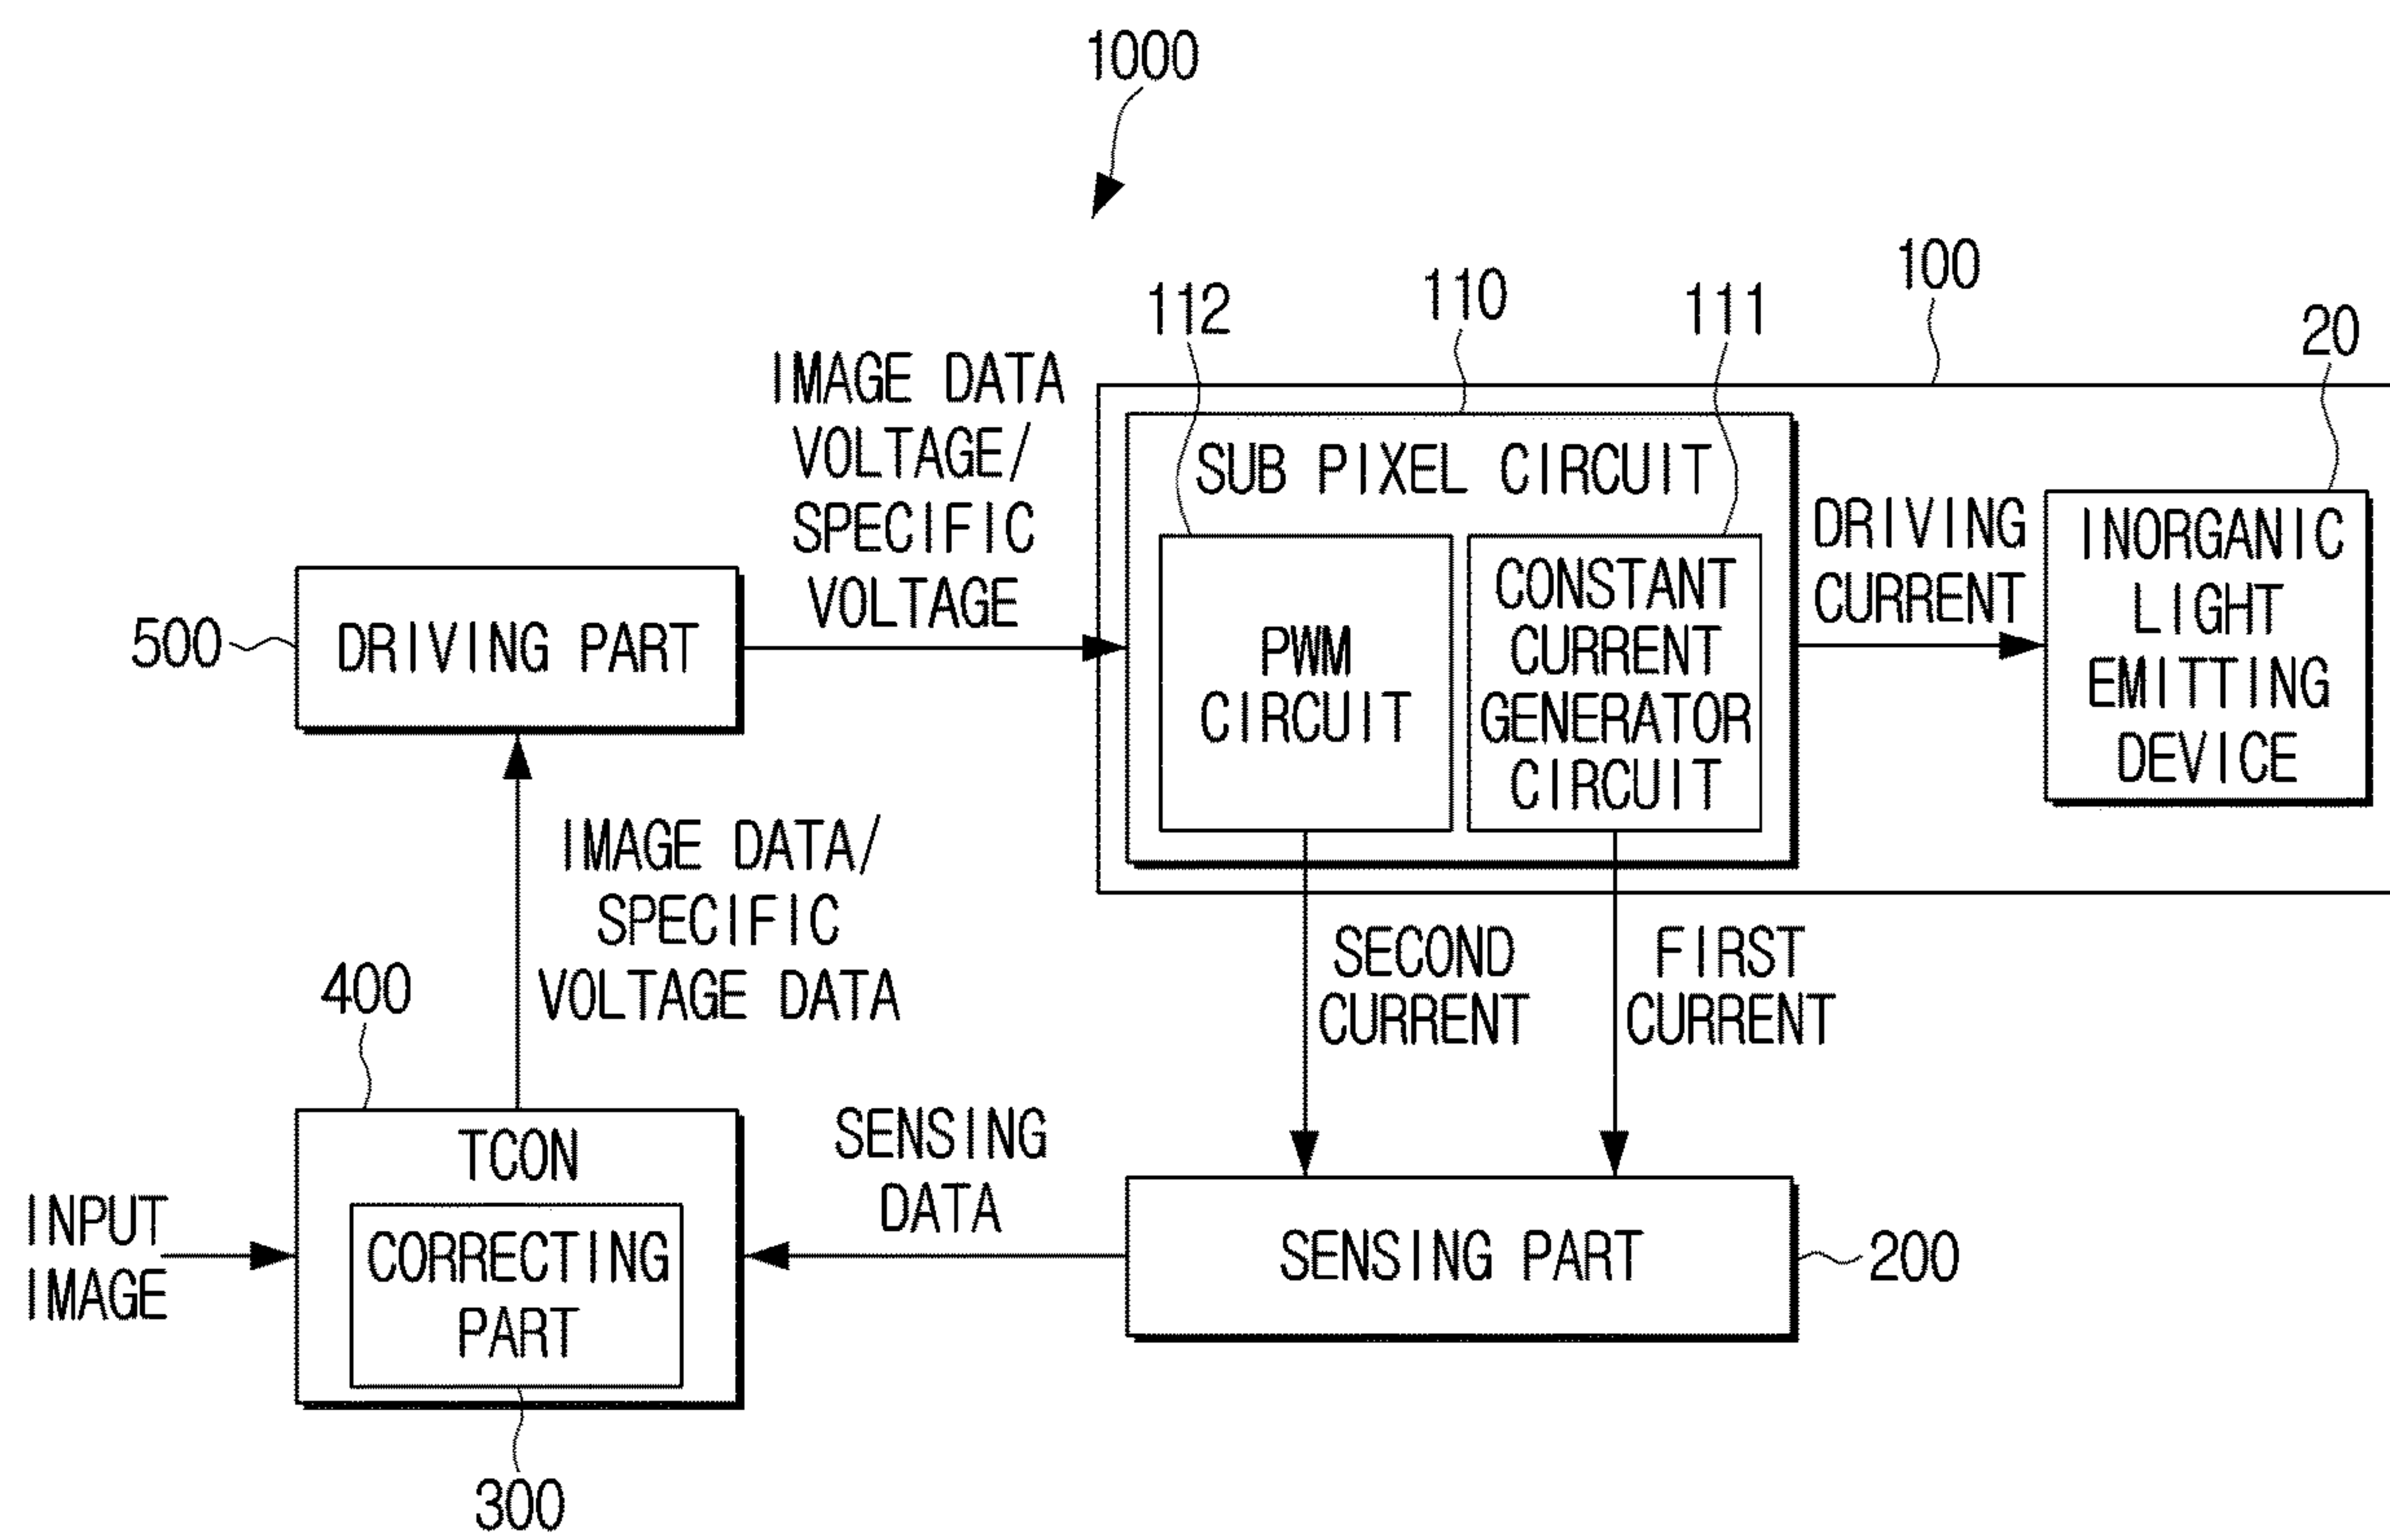 1000
100
112
110
111
20
IMAGE DATA
VOLTAGE/
SPECIFIC
VOLTAGE
SUB PIXEL CIRCUIT
PWM
CIRCUIT
CONSTANT
CURRENT
GENERATOR
CIRCUIT
DRIVING
CURRENT
INORGANIC
LIGHT
EMITTING
DEVICE
500
DRIVING PART
IMAGE DATA/
SPECIFIC
VOLTAGE DATA
SECOND
CURRENT
FIRST
CURRENT
400
TCON
CORRECTING
PART
INPUT
IMAGE
SENSING
DATA
SENSING PART
200
300